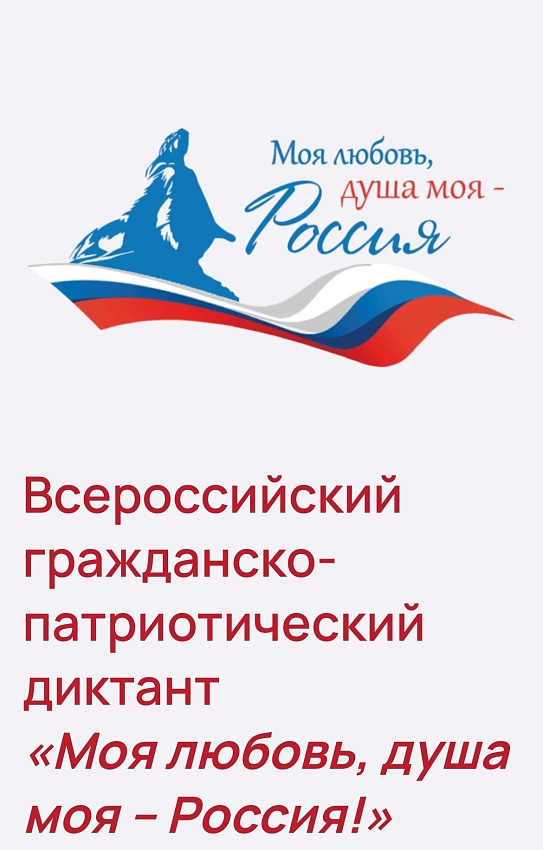 Моя любовь,
душа моя -
Россия
Всероссийский
гражданско-
патриотический
диктант
«Моя любовь, душа
моя – Россия!»